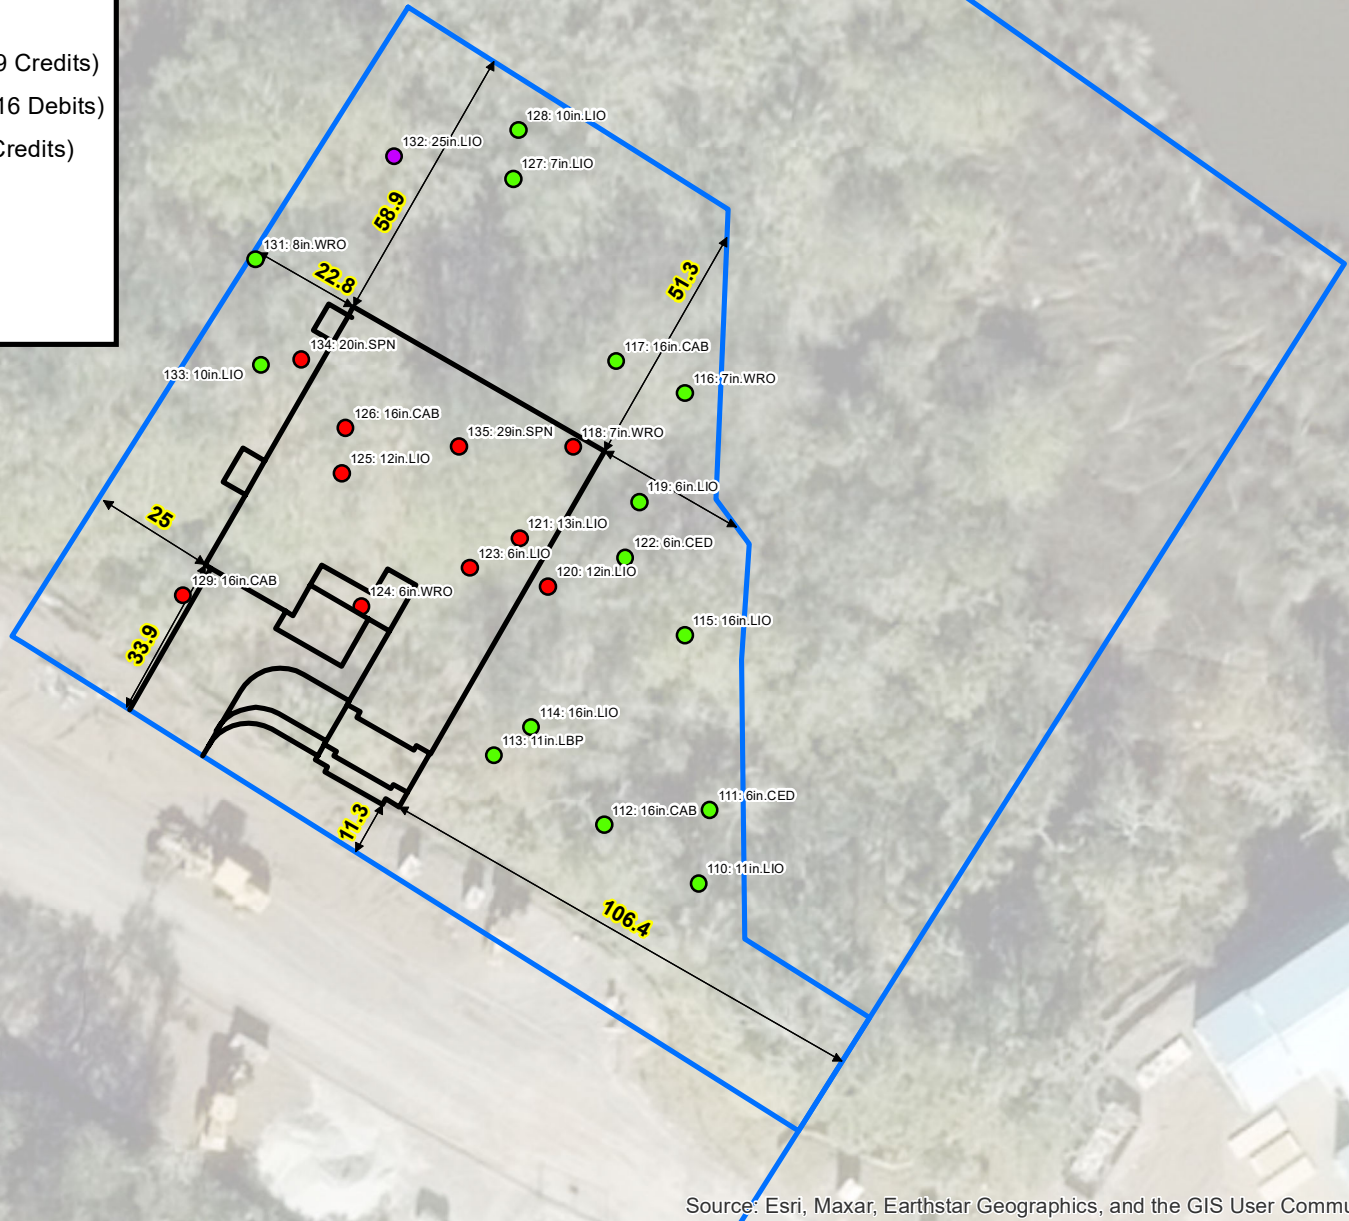 9 Credits)
16 Debits)
Credits)
128: 10in.LIO
132: 25in.LIO
127: 7in.LIO
58.9
131: 8in.WRO
22.8
51.3
134: 20in.SPN
117: 16in.CAB
133: 10in.LIO
116: 7in.WRO
126: 16in.CAB
135: 29in.SPN
118: 7in.WRO
125: 12in.LIO
119: 6in.LIO
25
121: 13in.LIO
122: 6in.CED
123: 6in.LIO
120: 12in.LIO
129: 16in.CAB
124: 6in.WRO
115: 16in.LIO
33.9
114: 16in.LIO
113: 11in.LBP
111: 6in.CED
112: 16in.CAB
11.3
110: 11in.LIO
106.4
Source: Esri, Maxar, Earthstar Geographics, and the GIS User Commu